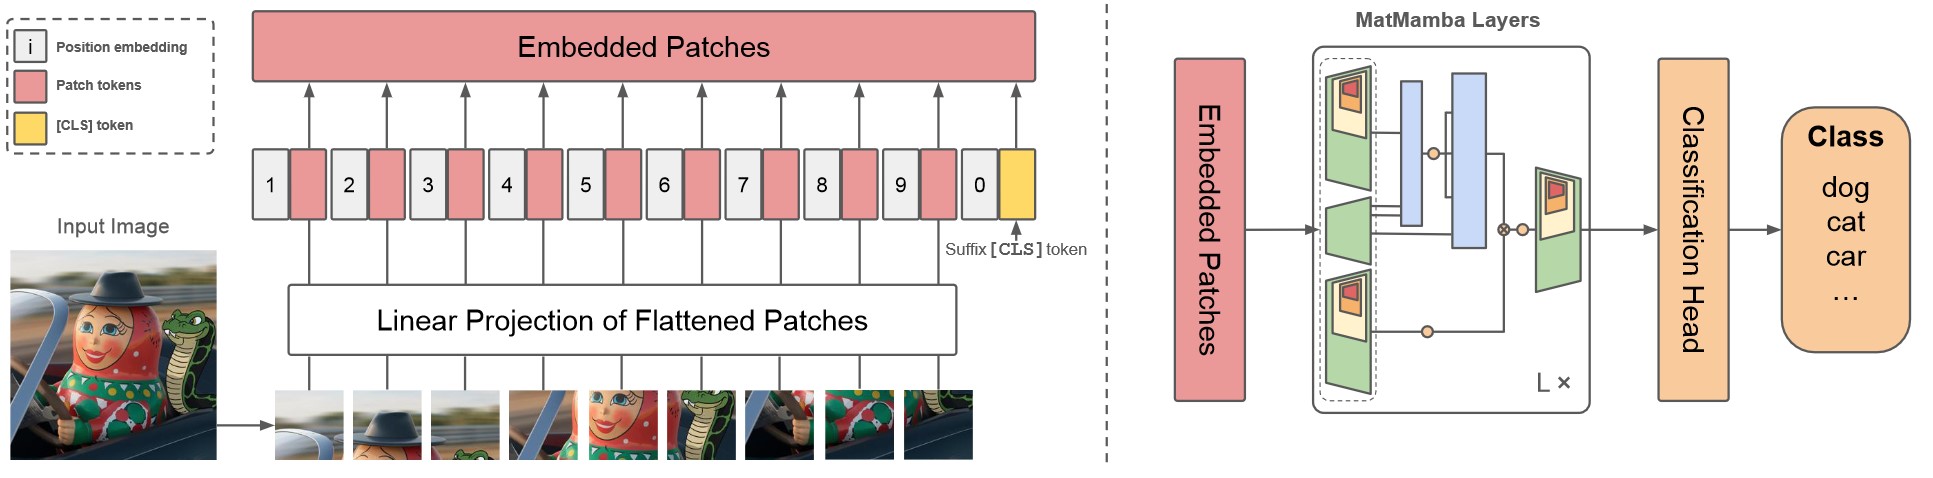 i Position embedding
Patch tokens
[CLS] token
Input Image
Embedded Patches
1 2 3 4 5 6 7 8 9 0
Suffix [CLS] token
Linear Projection of Flattened Patches
MatMamba Layers
Embedded Patches
L ×
Classification Head
Class
dog
cat
car
...